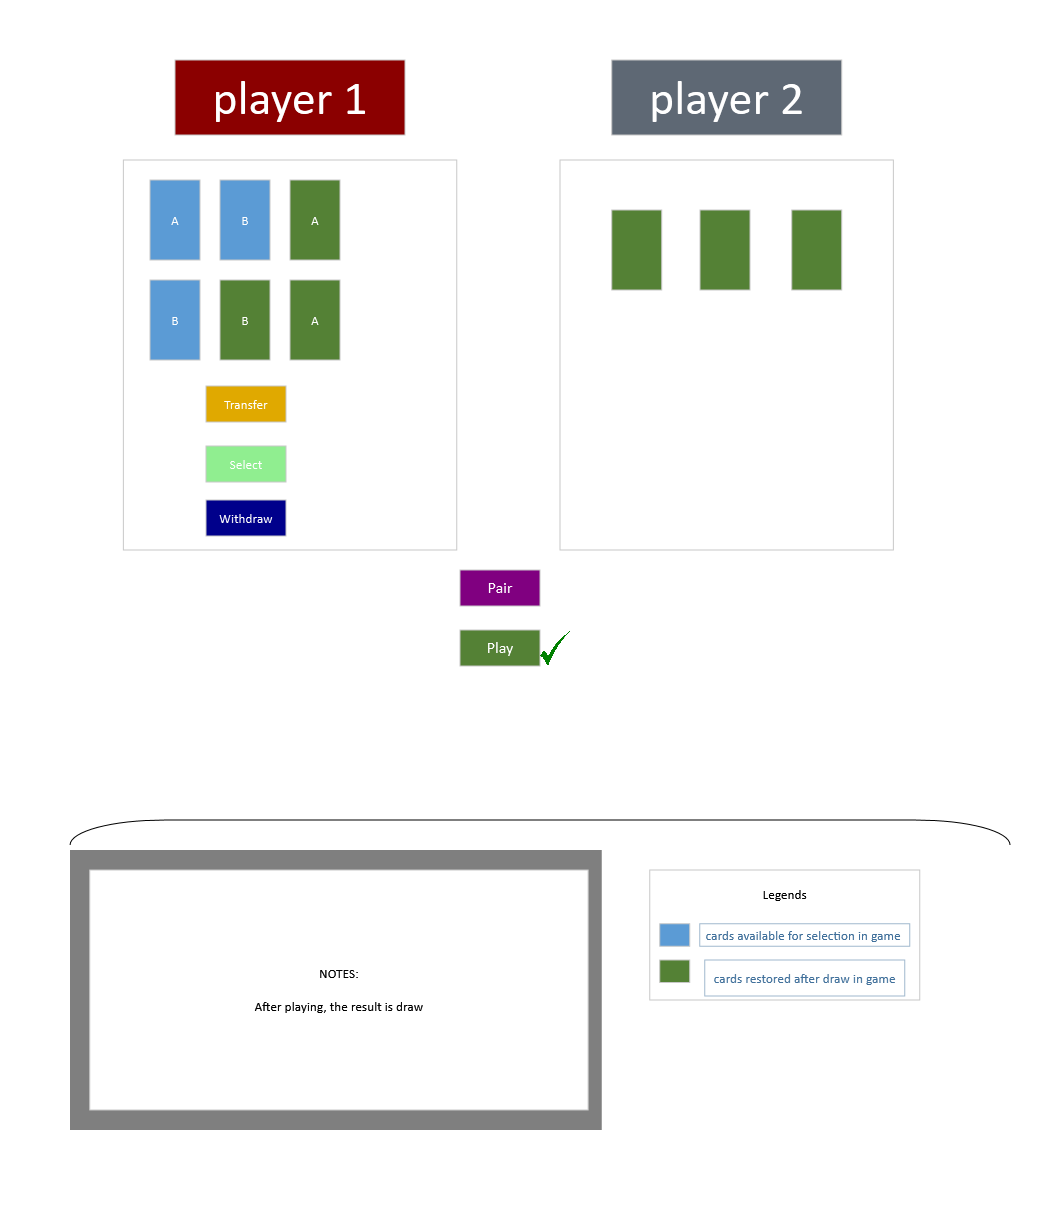 player 1
player 2
A
B
A
B
B
A
Transfer
Select
Withdraw
Pair
Play
NOTES:
After playing, the result is draw
Legends
cards available for selection in game
cards restored after draw in game